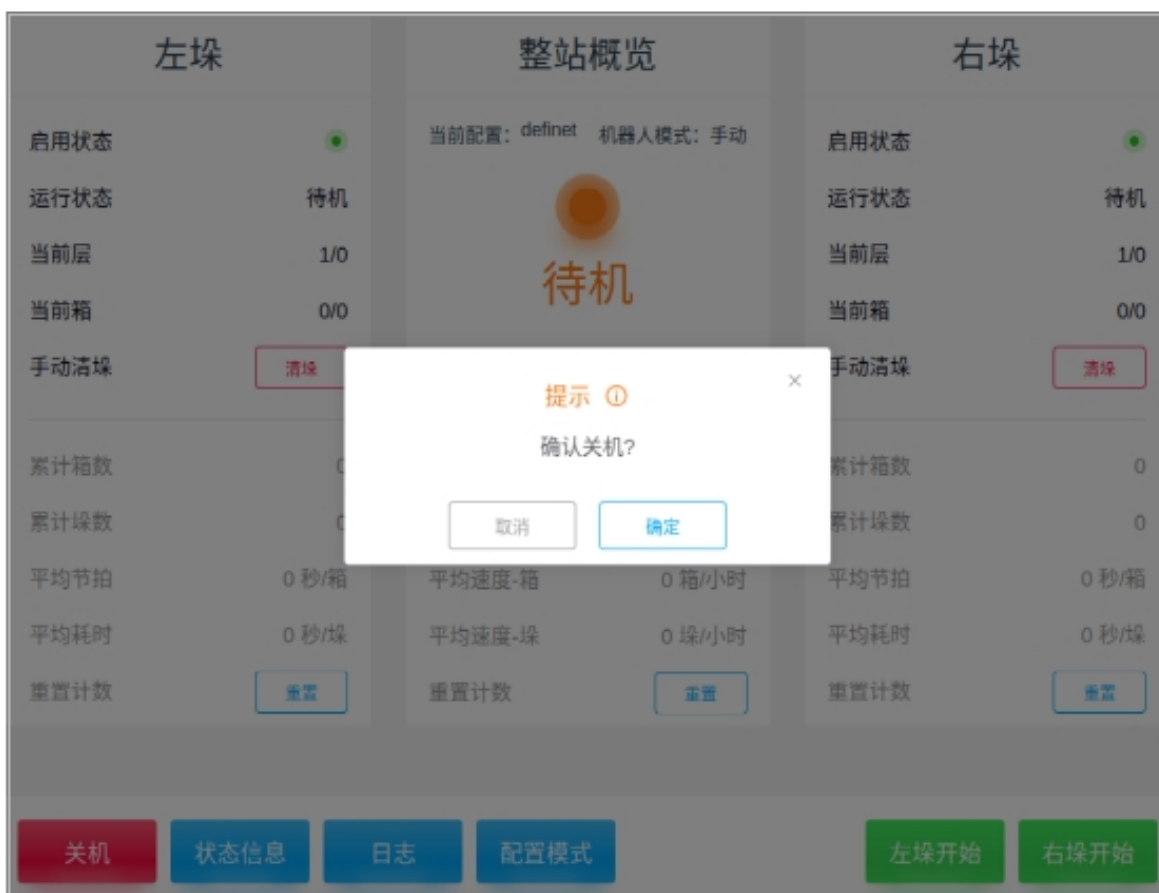 左垛
启用状态
运行状态 待机
当前层 1/0
当前箱 0/0
手动清垛 清垛
累计箱数
累计垛数
平均节拍 0 秒/箱
平均耗时 0 秒/垛
重置计数 重置
整站概览
当前配置：definet 机器人模式：手动
待机
提示
×
确认关机?
取消 确定
平均速度-箱 0 箱/小时
平均速度-垛 0 垛/小时
重置计数 重置
右垛
启用状态
运行状态 待机
当前层 1/0
当前箱 0/0
手动清垛 清垛
累计箱数 0
累计垛数 0
平均节拍 0 秒/箱
平均耗时 0 秒/垛
重置计数 重置
关机 状态信息 日志 配置模式 左垛开始 右垛开始